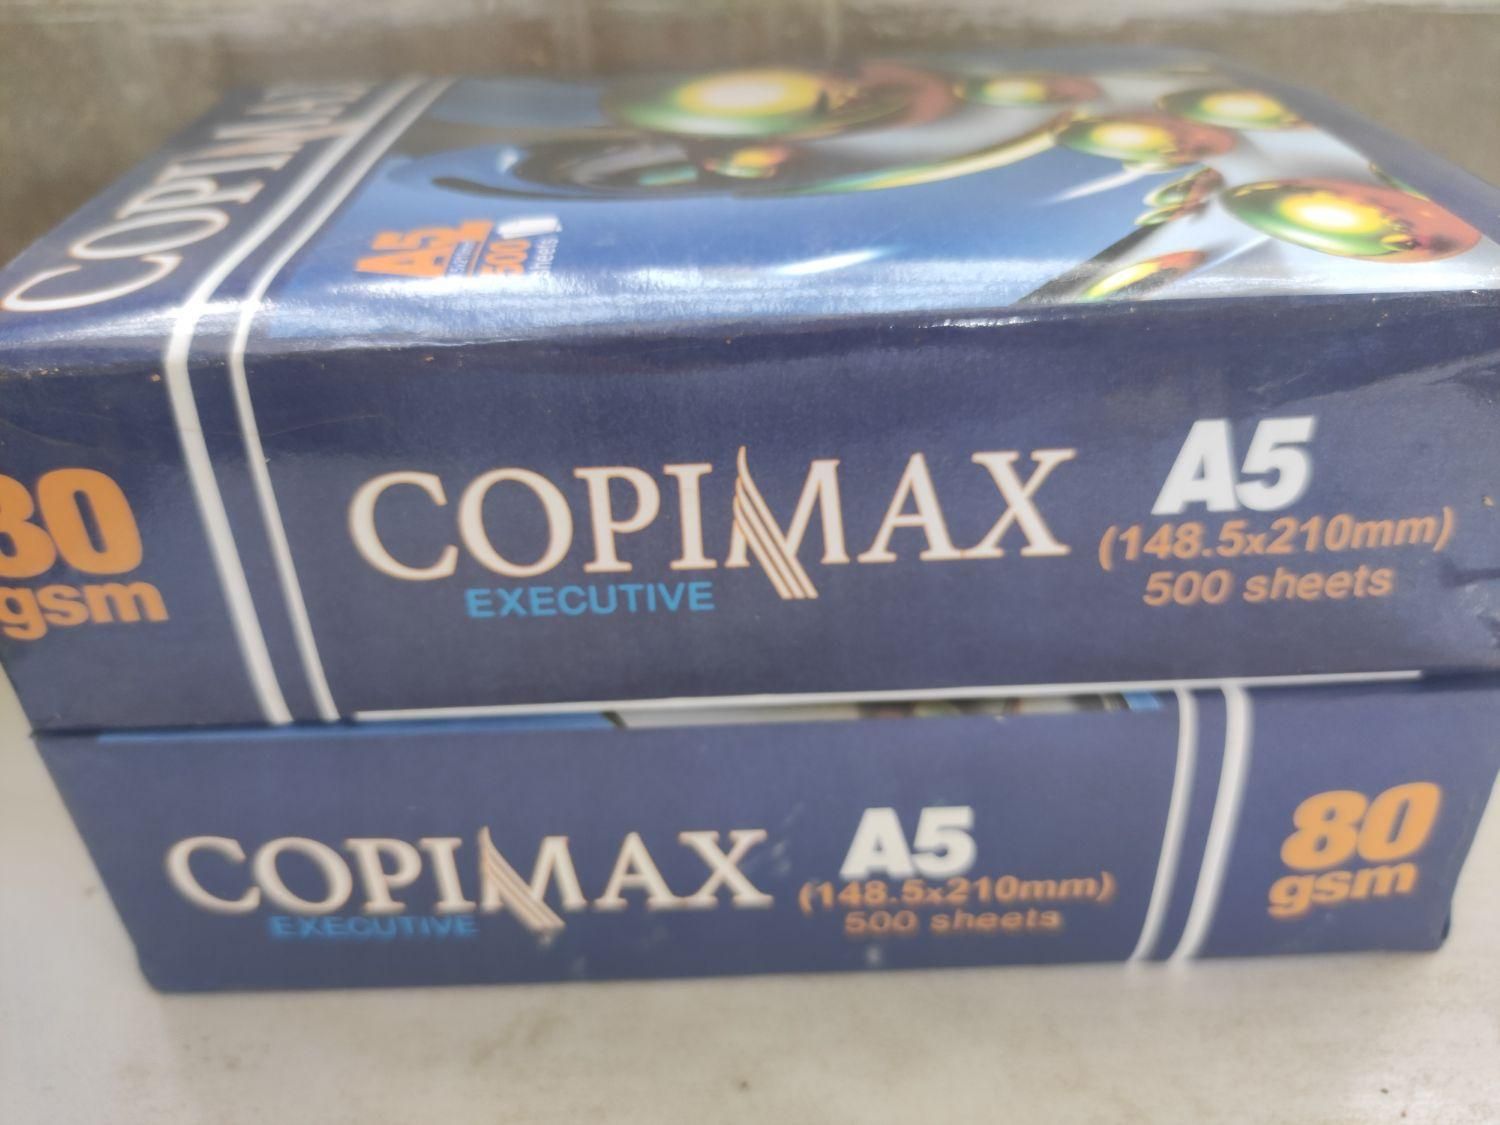 COPIMAX
A5
500
sheets
80
gsm
COPIMAX
EXECUTIVE
A5
(148.5x210mm)
500 sheets
COPIMAX
EXECUTIVE
A5
(148.5x210mm)
500 sheets
80
gsm